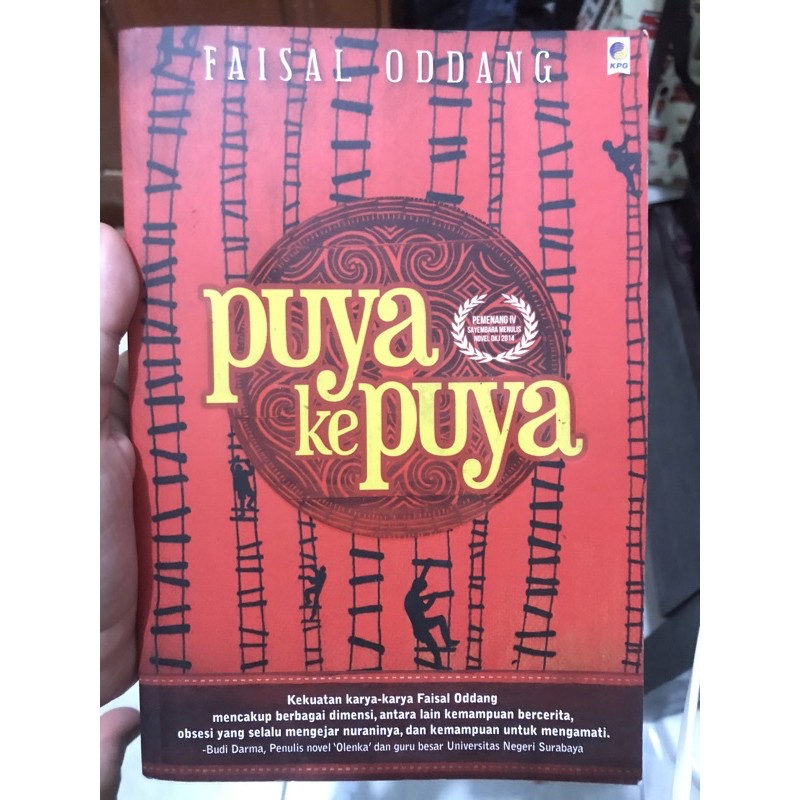 FAISAL ODDANG
KPG
puya
ke puya
PEMENANG IV
SAYEMBARA MENULIS
NOVEL DKJ 2014
Kekuatan karya-karya Faisal Oddang
mencakup berbagai dimensi, antara lain kemampuan bercerita,
obsesi yang selalu mengejar nuraninya, dan kemampuan untuk mengamati.
-Budi Darma, Penulis novel 'Olenka' dan guru besar Universitas Negeri Surabaya